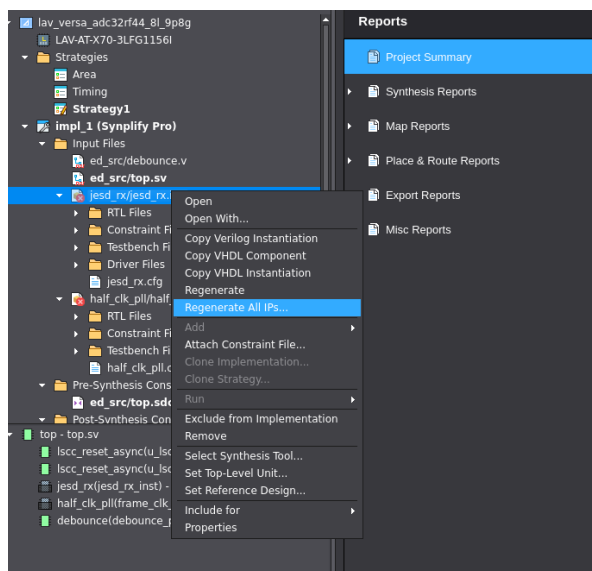 lav_versa_adc32rf44_8l_9p8g
LAV-AT-X70-3LFG1156I
Strategies
Area
Timing
Strategy1
impl_1 (Synplify Pro)
Input Files
ed_src/debounce.v
ed_src/top.sv
jesd_rx/jesd_rx.
RTL Files
Constraint Fi
Testbench Fi
Driver Files
jesd_rx.cfg
half_clk_pll/half_
RTL Files
Constraint Fi
Testbench Fi
half_clk_pll.c
Pre-Synthesis Cons
ed_src/top.sdc
Post-Synthesis Con
top - top.sv
lscc_reset_async(u_lsc
lscc_reset_async(u_lsc
jesd_rx(jesd_rx_inst) -
half_clk_pll(frame_clk_
debounce(debounce_p
Open
Open With...
Copy Verilog Instantiation
Copy VHDL Component
Copy VHDL Instantiation
Regenerate
Regenerate All IPs...
Add
Attach Constraint File...
Clone Implementation...
Clone Strategy...
Run
Exclude from Implementation
Remove
Select Synthesis Tool...
Set Top-Level Unit...
Set Reference Design...
Include for
Properties
Reports
Project Summary
Synthesis Reports
Map Reports
Place & Route Reports
Export Reports
Misc Reports